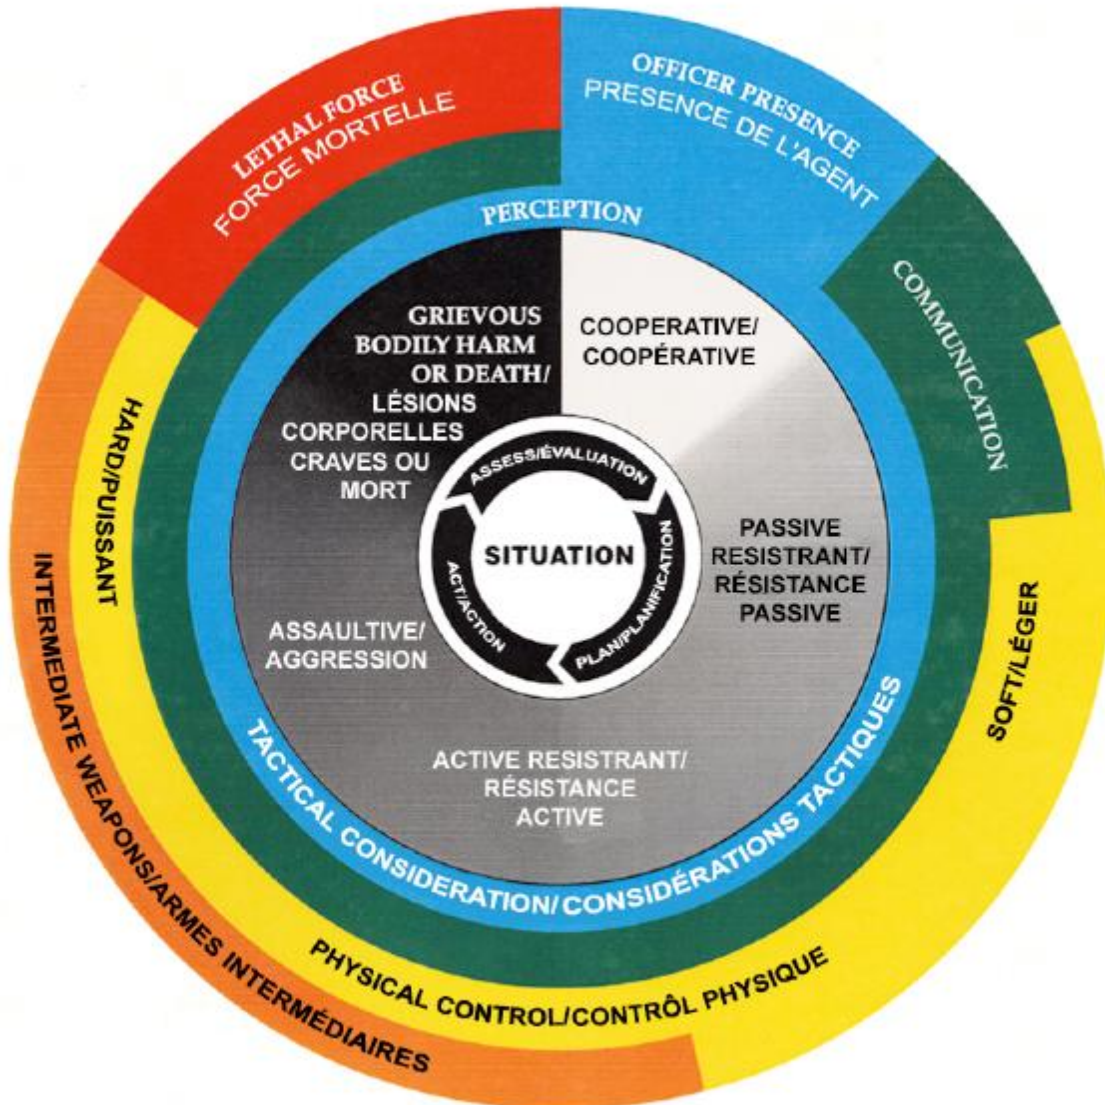 LETHAL FORCE
FORCE MORTELLE
OFFICER PRESENCE
PRESENCE DE L'AGENT
PERCEPTION
COMMUNICATION
GRIEVOUS
BODILY HARM
OR DEATH/
LÉSIONS
CORPORELLES
CRAVES OU
MORT
COOPERATIVE/
COOPÉRATIVE
ASSESS/ÉVALUATION
SITUATION
PLAN/PLANIFICATION
ACT/ACTION
PASSIVE
RESISTRANT/
RÉSISTANCE
PASSIVE
ASSAULTIVE/
AGGRESSION
ACTIVE RESISTRANT/
RÉSISTANCE
ACTIVE
HARD/PUISSANT
SOFT/LÉGER
TACTICAL CONSIDERATION/CONSIDÉRATIONS TACTIQUES
PHYSICAL CONTROL/CONTRÔL PHYSIQUE
INTERMEDIATE WEAPONS/ARMES INTERMÉDIAIRES